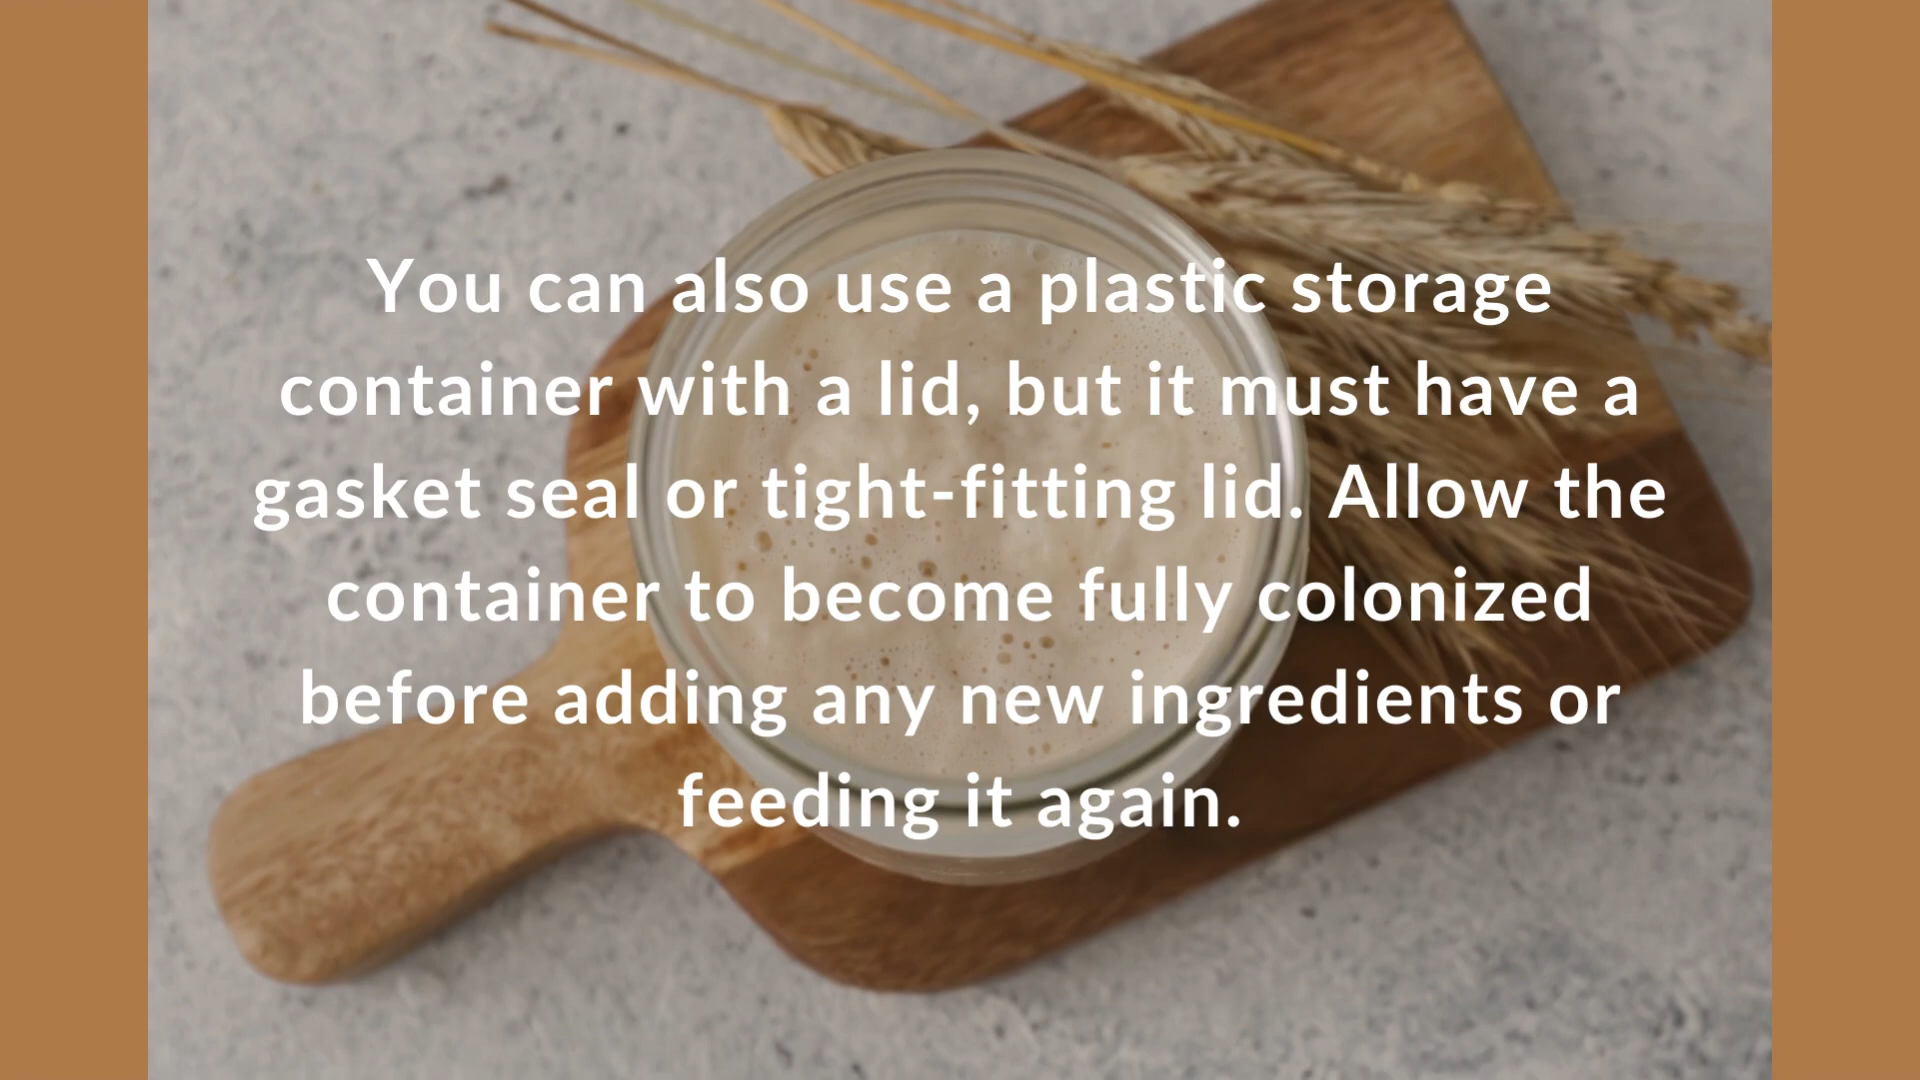 You can also use a plastic storage
container with a lid, but it must have a
gasket seal or tight-fitting lid. Allow the
container to become fully colonized
before adding any new ingredients or
feeding it again.